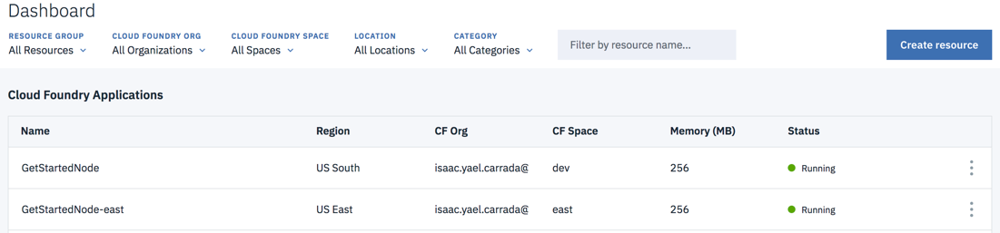 Dashboard
RESOURCE GROUP CLOUD FOUNDRY ORG CLOUD FOUNDRY SPACE LOCATION CATEGORY
All Resources All Organizations All Spaces All Locations All Categories Filter by resource name... Create resource
Cloud Foundry Applications
Name Region CF Org CF Space Memory (MB) Status
GetStartedNode US South isaac.yael.carrada@ dev 256 Running
GetStartedNode-east US East isaac.yael.carrada@ east 256 Running